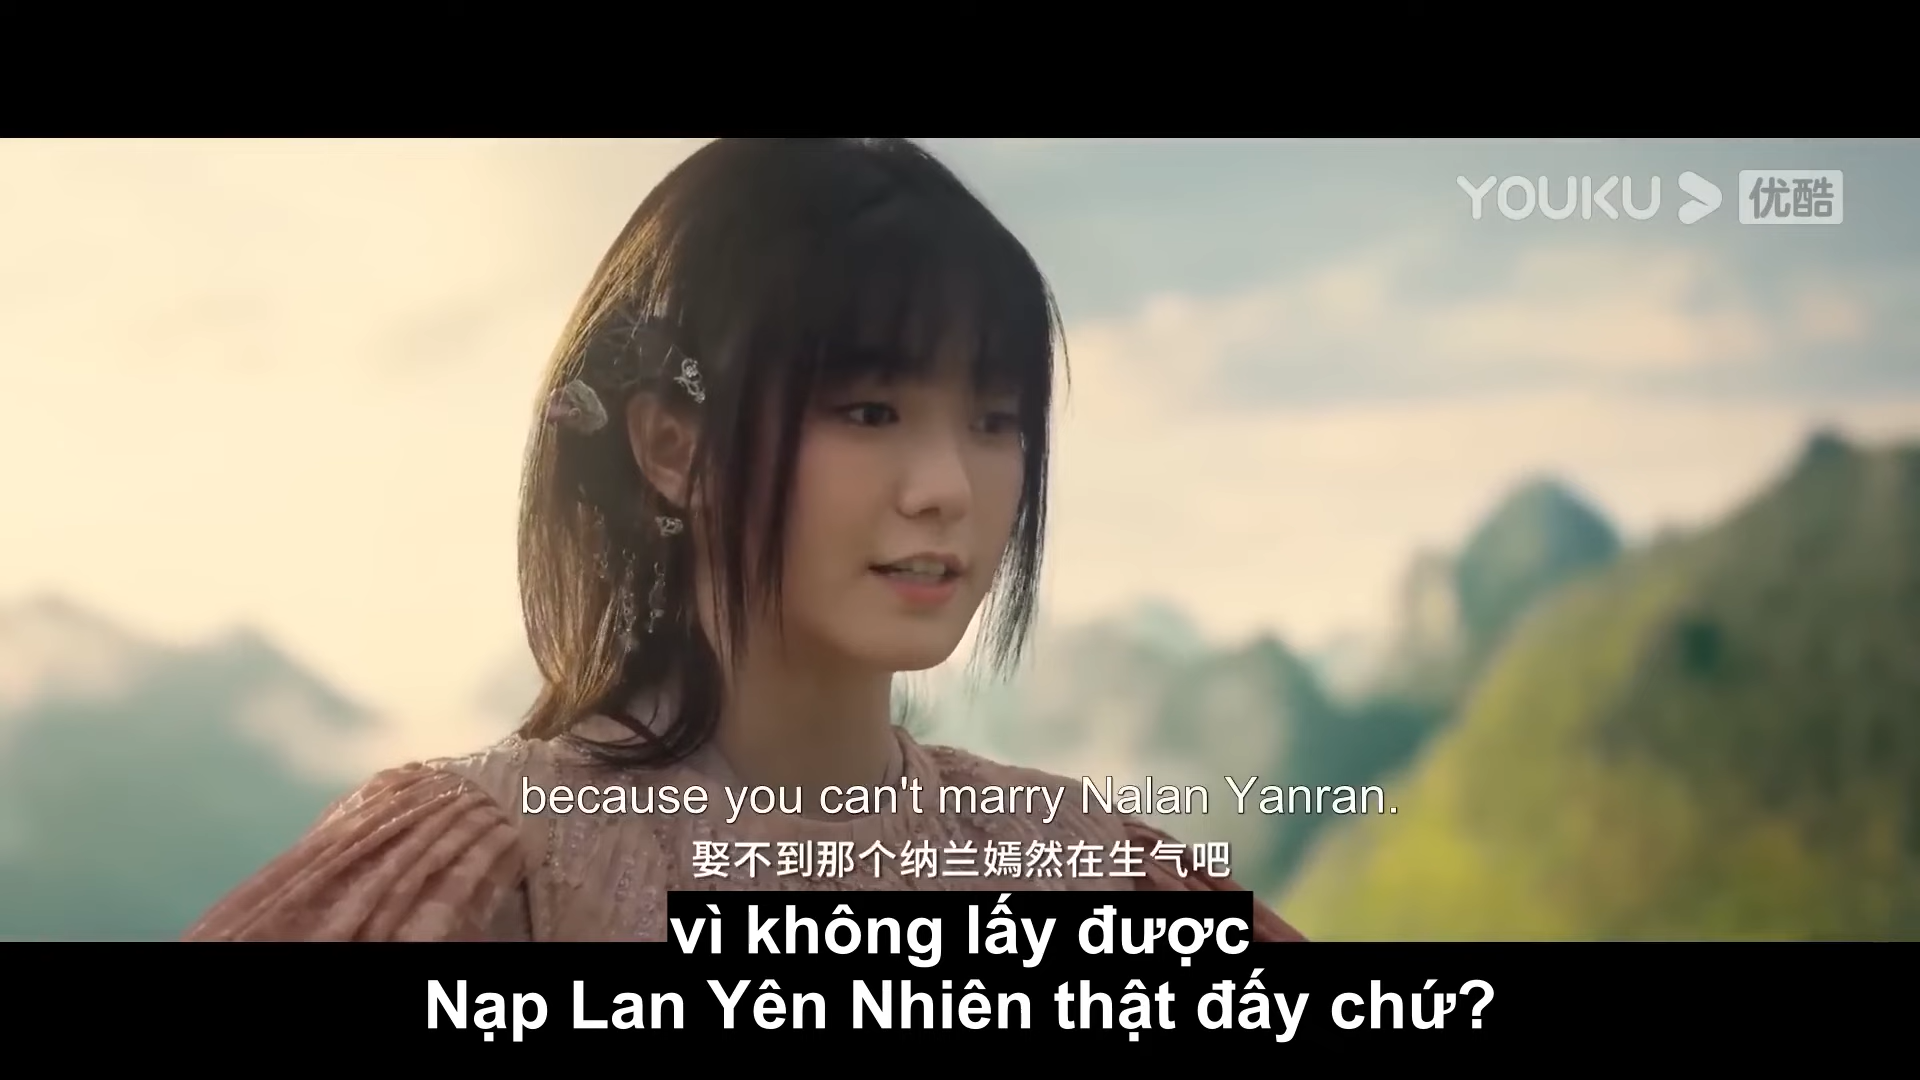 YOUKU 优酷
because you can't marry Nalan Yanran.
娶不到那个纳兰嫣然在生气吧
vì không lấy được
Nạp Lan Yên Nhiên thật đấy chứ?